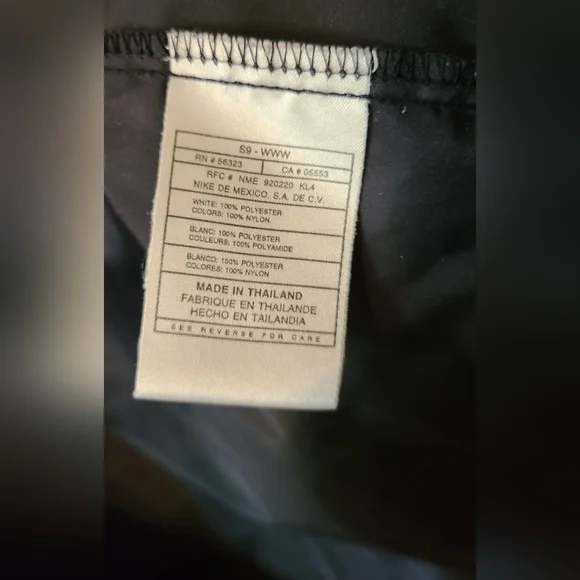 S9 - WWW
RN # 56323 CA # 05553
RFC # NME 920220 KL4
NIKE DE MEXICO, S.A. DE C.V.
WHITE: 100% POLYESTER
COLORS: 100% NYLON
BLANC: 100% POLYESTER
COULEURS: 100% POLYAMIDE
BLANCO: 100% POLYESTER
COLORES: 100% NYLON
MADE IN THAILAND
FABRIQUE EN THAILANDE
HECHO EN TAILANDIA
SEE REVERSE FOR CARE